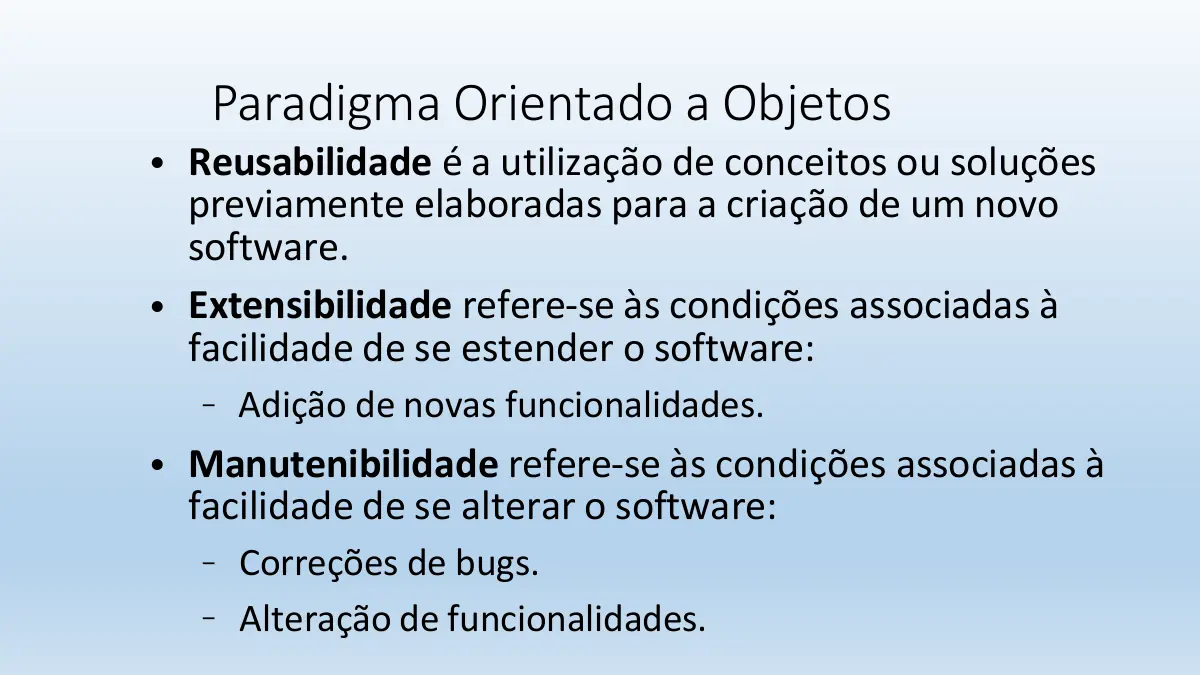 Paradigma Orientado a Objetos
• Reusabilidade é a utilização de conceitos ou soluções
previamente elaboradas para a criação de um novo
software.
• Extensibilidade refere-se às condições associadas à
facilidade de se estender o software:
– Adição de novas funcionalidades.
• Manutenibilidade refere-se às condições associadas à
facilidade de se alterar o software:
– Correções de bugs.
– Alteração de funcionalidades.